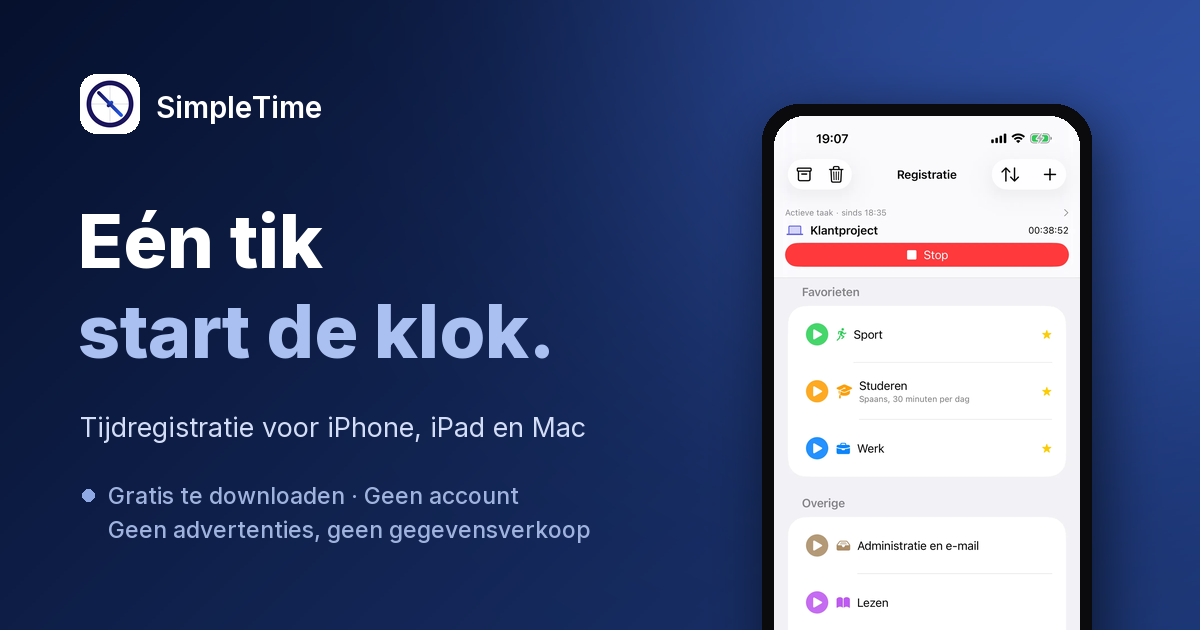 SimpleTime
Eén tik
start de klok.
Tijdregistratie voor iPhone, iPad en Mac
Gratis te downloaden · Geen account
Geen advertenties, geen gegevensverkoop
19:07
Registratie
Actieve taak · sinds 18:35
Klantproject 00:38:52
Stop
Favorieten
Sport
Studeren
Spaans, 30 minuten per dag
Werk
Overige
Administratie en e-mail
Lezen